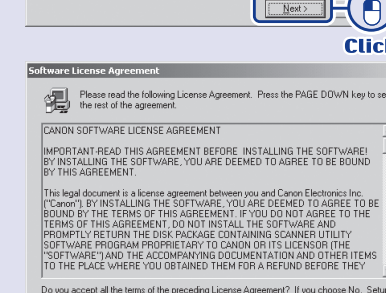 Next >
Click
Software License Agreement
Please read the following License Agreement. Press the PAGE DOWN key to
the rest of the agreement.
CANON SOFTWARE LICENSE AGREEMENT
IMPORTANT-READ THIS AGREEMENT BEFORE INSTALLING THE SOFTWARE!
BY INSTALLING THE SOFTWARE, YOU ARE DEEMED TO AGREE TO BE BOUND
BY THIS AGREEMENT.
This legal document is a license agreement between you and Canon Electronics Inc.
("Canon"). BY INSTALLING THE SOFTWARE, YOU ARE DEEMED TO AGREE TO BE
BOUND BY THE TERMS OF THIS AGREEMENT. IF YOU DO NOT AGREE TO THE
TERMS OF THIS AGREEMENT, DO NOT INSTALL THE SOFTWARE AND
PROMPTLY RETURN THE DISK PACKAGE CONTAINING SCANNER UTILITY
SOFTWARE PROGRAM PROPRIETARY TO CANON OR ITS LICENSOR (THE
"SOFTWARE") AND THE ACCOMPANYING DOCUMENTATION AND OTHER ITEMS
TO THE PLACE WHERE YOU OBTAINED THEM FOR A REFUND BEFORE THEY
Do you accept all the terms of the preceding License Agreement? If you choose No, Setu